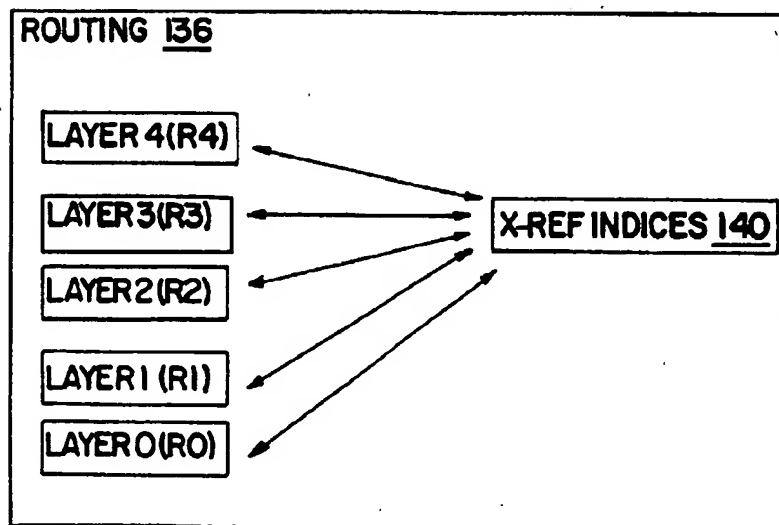 ROUTING 136
LAYER 4(R4)
LAYER 3(R3)
X-REF INDICES 140
LAYER 2(R2)
LAYER 1(R1)
LAYER 0(R0)